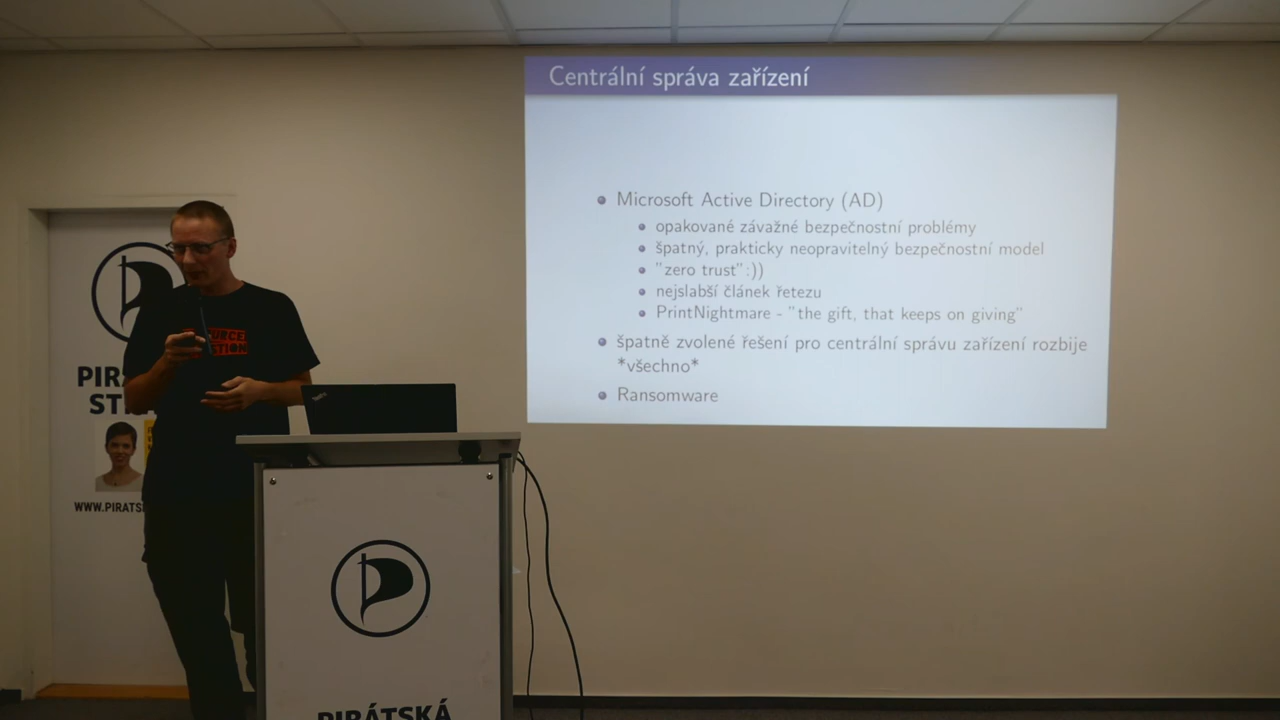 Centrální správa zařízení
Microsoft Active Directory (AD)
opakované závažné bezpečnostní problémy
špatný, prakticky neopravitelný bezpečnostní model
"zero trust":))
nejslabší článek řetezu
PrintNightmare - "the gift, that keeps on giving"
špatně zvolené řešení pro centrální správu zařízení rozbije
*všechno*
Ransomware
WWW.PIRATS
PIRÁTSKÁ